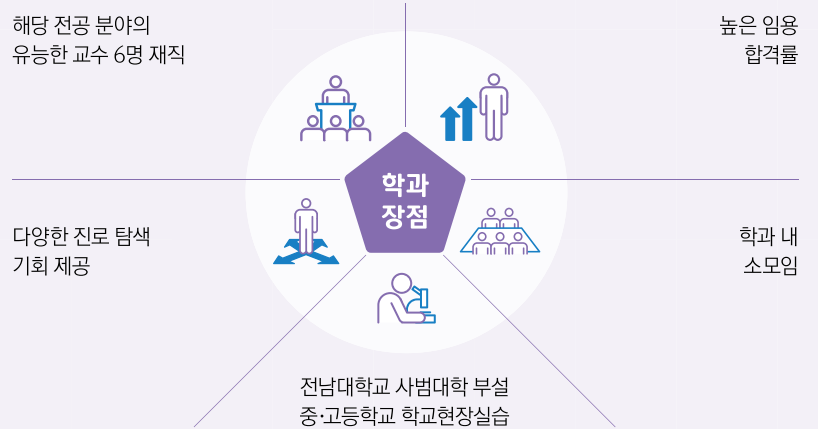 해당 전공 분야의
유능한 교수 6명 재직
높은 임용
합격률
학과
장점
다양한 진로 탐색
기회 제공
학과 내
소모임
전남대학교 사범대학 부설
중·고등학교 학교현장실습